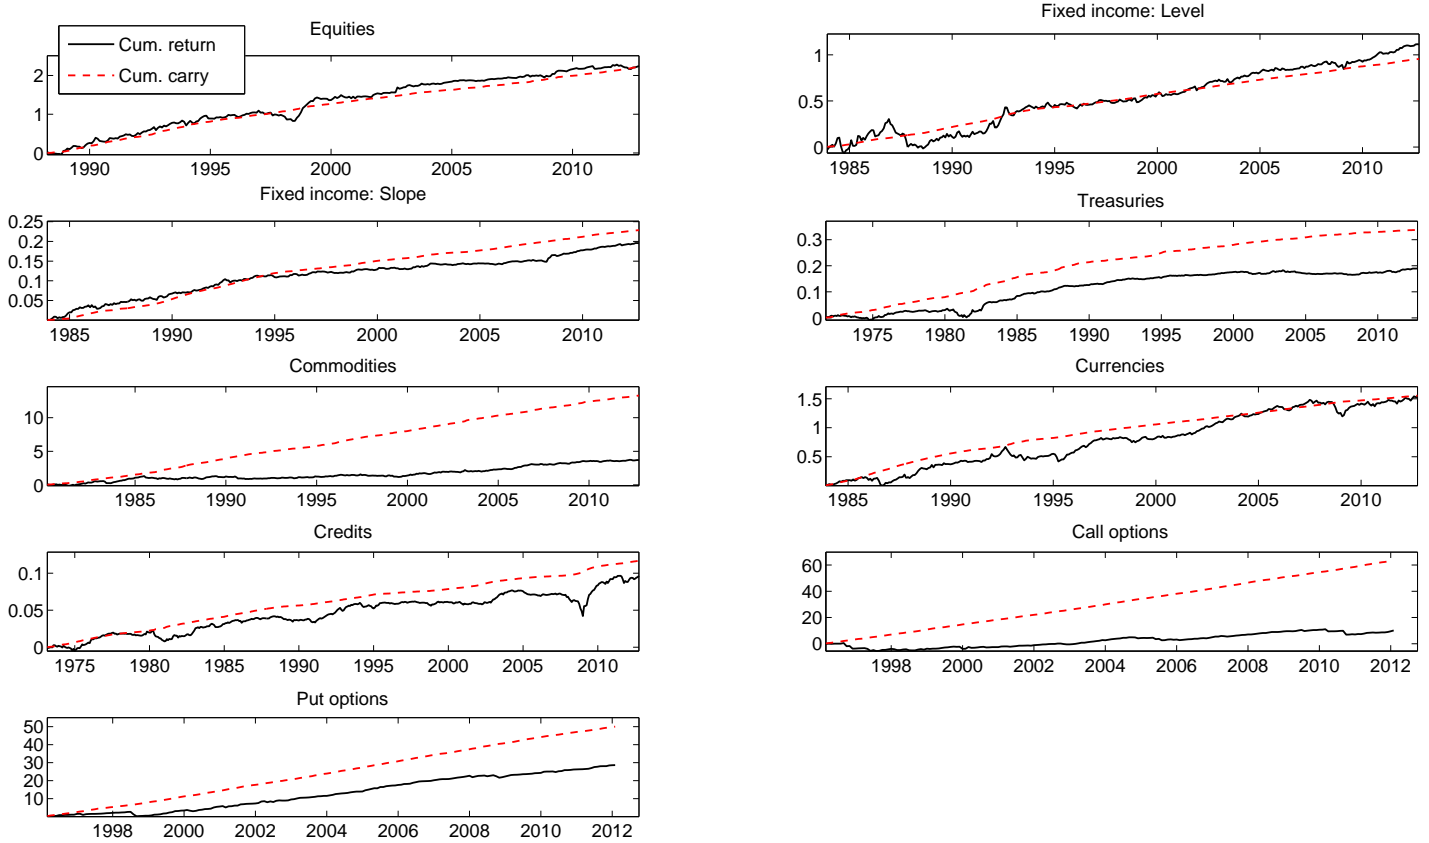 Equities
Cum. return
Cum. carry
2
1
0
1990 1995 2000 2005 2010
Fixed income: Level
1
0.5
0
1985 1990 1995 2000 2005 2010
Fixed income: Slope
0.25
0.2
0.15
0.1
0.05
1985 1990 1995 2000 2005 2010
Treasuries
0.3
0.2
0.1
0
1975 1980 1985 1990 1995 2000 2005 2010
Commodities
10
5
0
1985 1990 1995 2000 2005 2010
Currencies
1.5
1
0.5
1985 1990 1995 2000 2005 2010
Credits
0.1
0.05
0
1975 1980 1985 1990 1995 2000 2005 2010
Call options
60
40
20
0
1998 2000 2002 2004 2006 2008 2010 2012
Put options
50
40
30
20
10
1998 2000 2002 2004 2006 2008 2010 2012